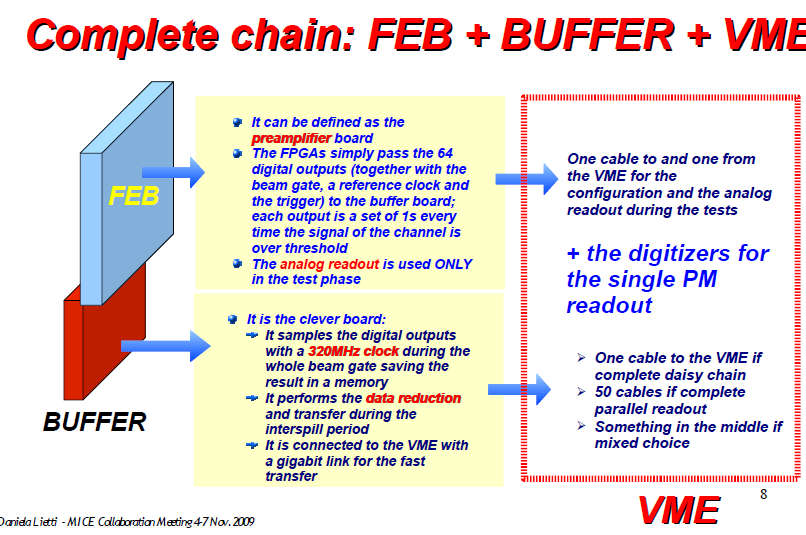 Complete chain: FEB + BUFFER + VME
FEB
BUFFER
It can be defined as the
preamplifier board
The FPGAs simply pass the 64
digital outputs (together with the
beam gate, a reference clock and
the trigger) to the buffer board;
each output is a set of 1s every
time the signal of the channel is
over threshold
The analog readout is used ONLY
in the test phase
It is the clever board:
It samples the digital outputs
with a 320MHz clock during the
whole beam gate saving the
result in a memory
It performs the data reduction
and transfer during the
interspill period
It is connected to the VME with
a gigabit link for the fast
transfer
One cable to and one from
the VME for the
configuration and the analog
readout during the tests
+ the digitizers for
the single PM
readout
One cable to the VME if
complete daisy chain
50 cables if complete
parallel readout
Something in the middle if
mixed choice
VME
8
Daniela Lietti - MICE Collaboration Meeting 4-7 Nov. 2009